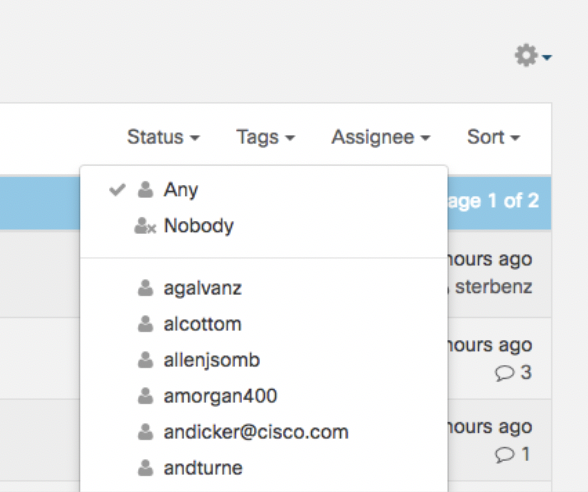 Status Tags Assignee Sort
Any
age 1 of 2
Nobody
hours ago
agalvanz
sterbenz
alcottom
hours ago
allenjsomb
3
amorgan400
andicker@cisco.com
hours ago
andturne
1